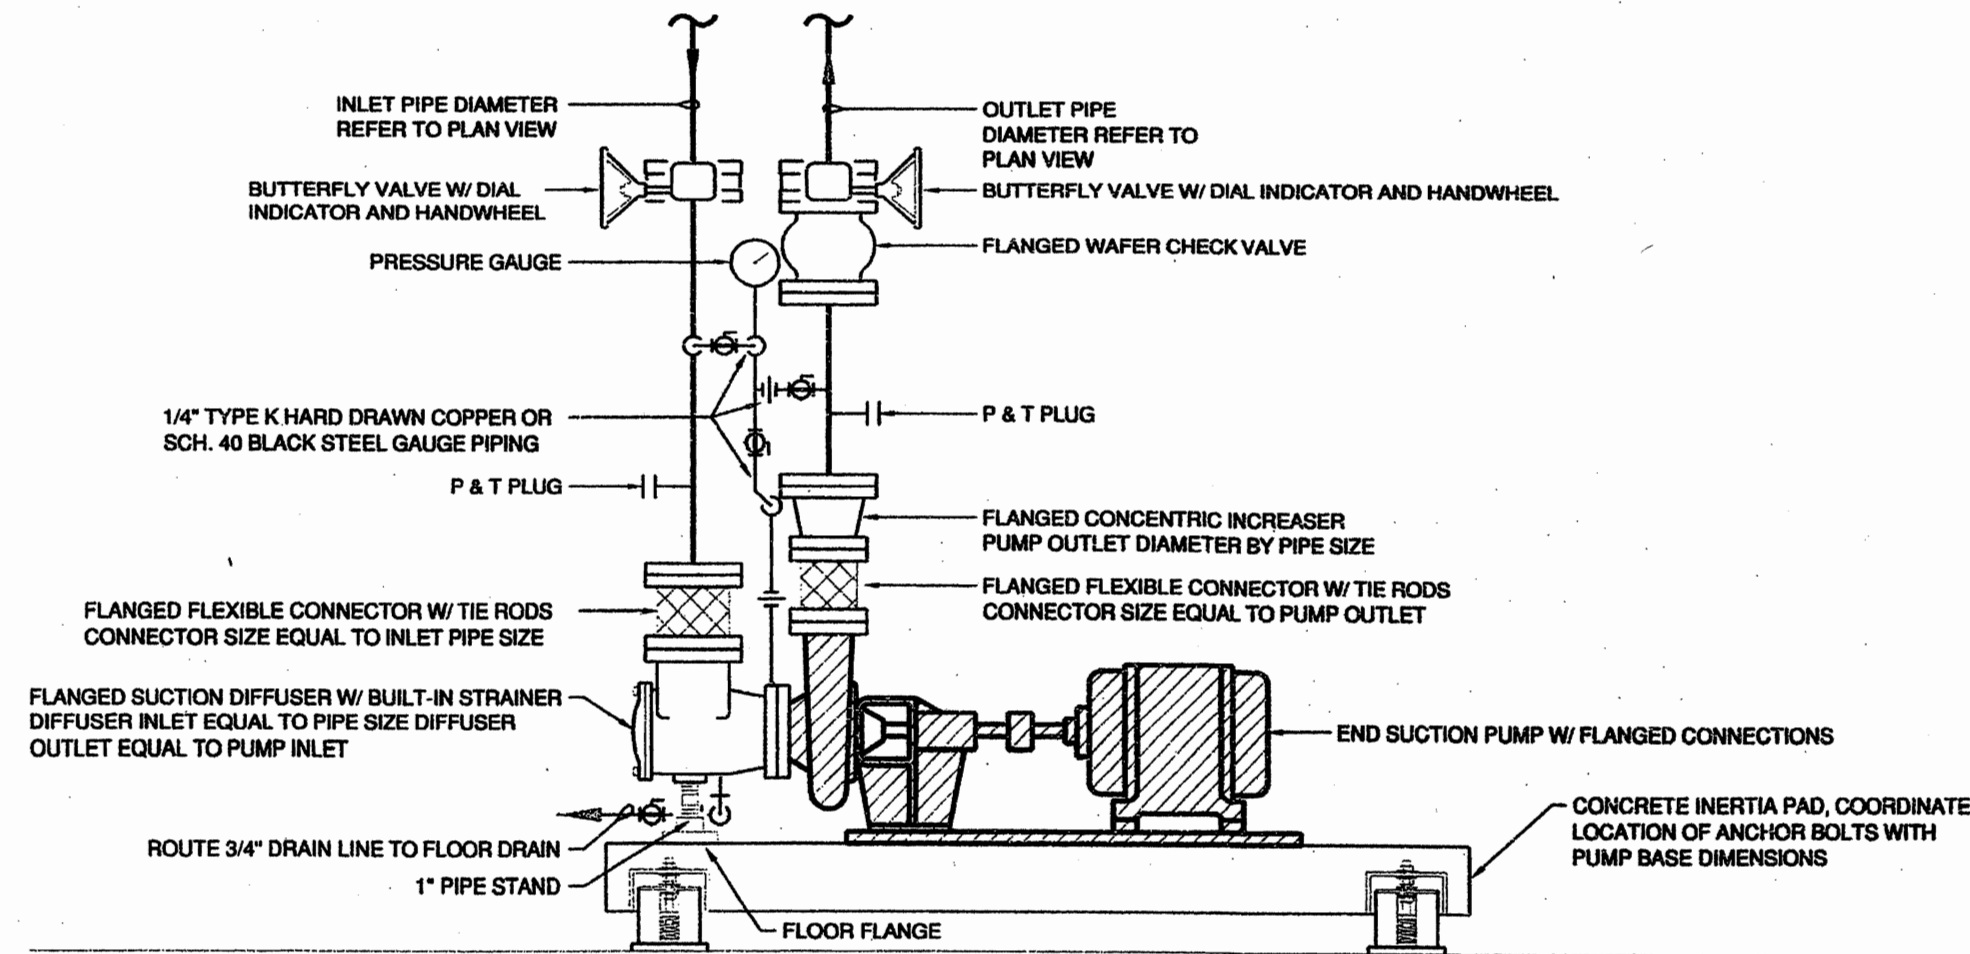 INLET PIPE DIAMETER
REFER TO PLAN VIEW
BUTTERFLY VALVE W/ DIAL
INDICATOR AND HANDWHEEL
PRESSURE GAUGE
1/4" TYPE K HARD DRAWN COPPER OR
SCH. 40 BLACK STEEL GAUGE PIPING
P & T PLUG
FLANGED FLEXIBLE CONNECTOR W/ TIE RODS
CONNECTOR SIZE EQUAL TO INLET PIPE SIZE
FLANGED SUCTION DIFFUSER W/ BUILT-IN STRAINER
DIFFUSER INLET EQUAL TO PIPE SIZE DIFFUSER
OUTLET EQUAL TO PUMP INLET
ROUTE 3/4" DRAIN LINE TO FLOOR DRAIN
1" PIPE STAND
FLOOR FLANGE
OUTLET PIPE
DIAMETER REFER TO
PLAN VIEW
BUTTERFLY VALVE W/ DIAL INDICATOR AND HANDWHEEL
FLANGED WAFER CHECK VALVE
P & T PLUG
FLANGED CONCENTRIC INCREASER
PUMP OUTLET DIAMETER BY PIPE SIZE
FLANGED FLEXIBLE CONNECTOR W/ TIE RODS
CONNECTOR SIZE EQUAL TO PUMP OUTLET
END SUCTION PUMP W/ FLANGED CONNECTIONS
CONCRETE INERTIA PAD, COORDINATE
LOCATION OF ANCHOR BOLTS WITH
PUMP BASE DIMENSIONS